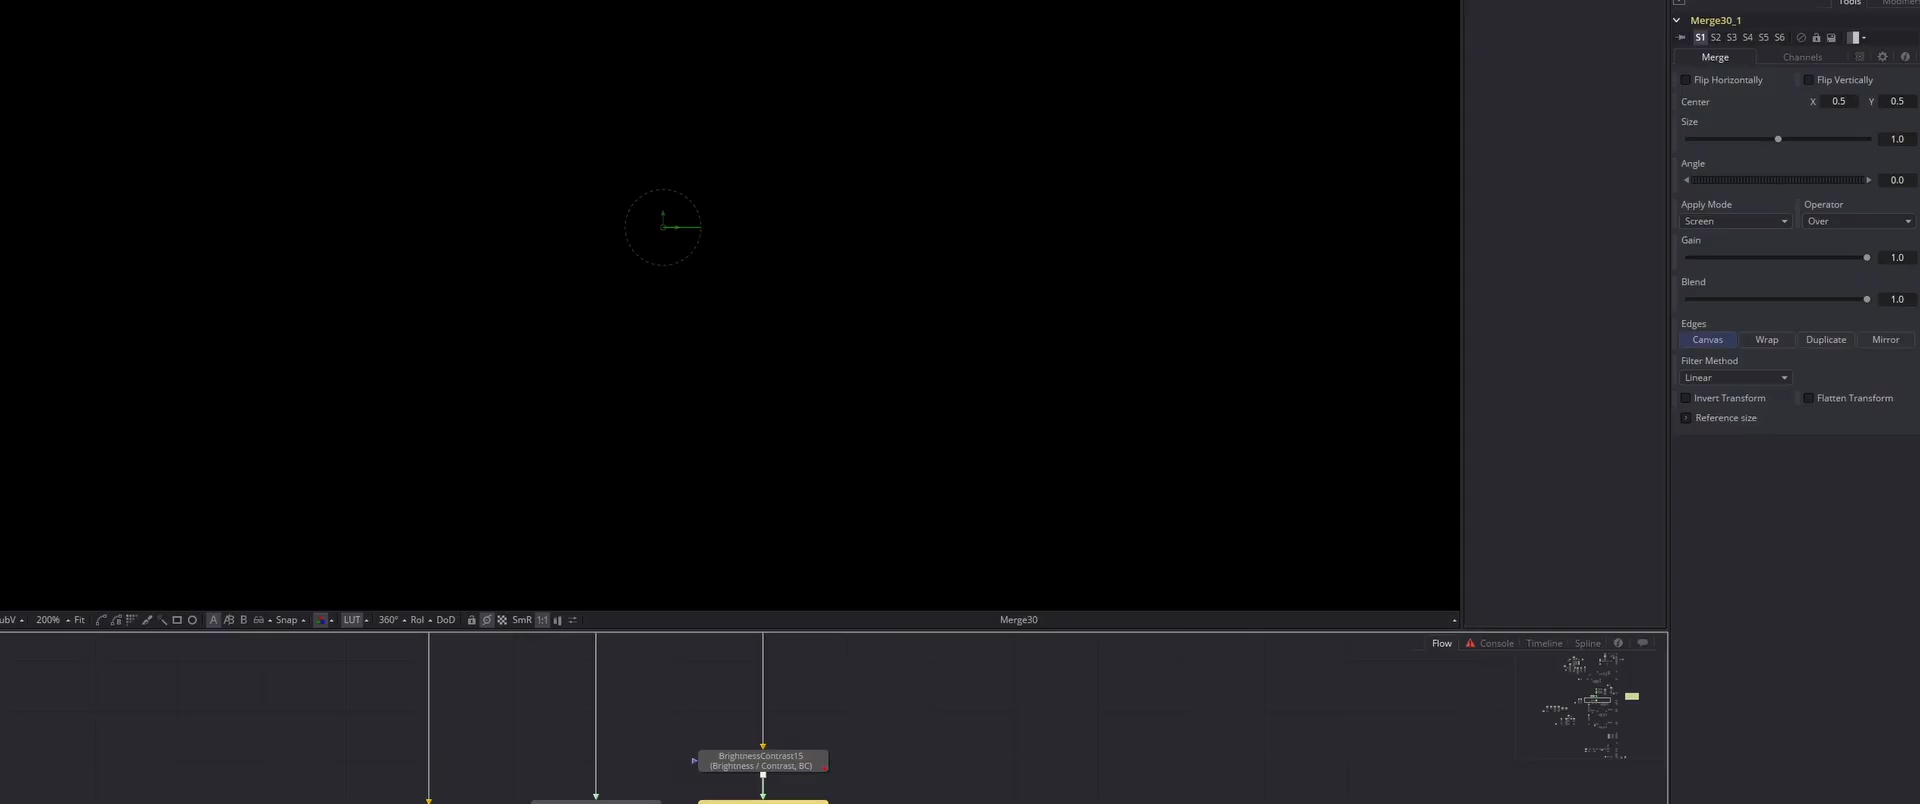 Tools Modifiers
Merge30_1
S1 S2 S3 S4 S5 S6
Merge Channels
Flip Horizontally Flip Vertically
Center X 0.5 Y 0.5
Size
1.0
Angle
0.0
Apply Mode Operator
Screen Over
Gain
1.0
Blend
1.0
Edges
Canvas Wrap Duplicate Mirror
Filter Method
Linear
Invert Transform Flatten Transform
Reference size
ubV 200% Fit A B Snap LUT 360° RoI DoD SmR 1:1 Merge30
Flow Console Timeline Spline
BrightnessContrast15
(Brightness / Contrast, BC)